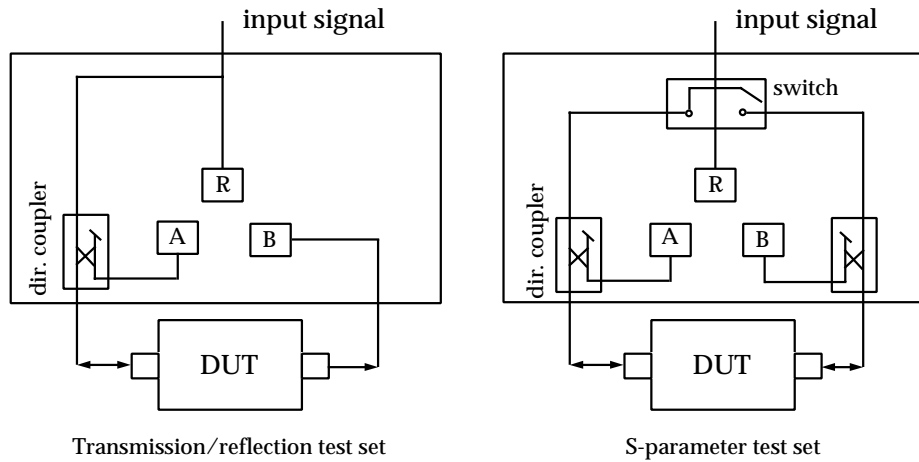 input signal
dir. coupler
R
A
B
DUT
Transmission/reflection test set
input signal
switch
dir. coupler
R
A
B
DUT
S-parameter test set